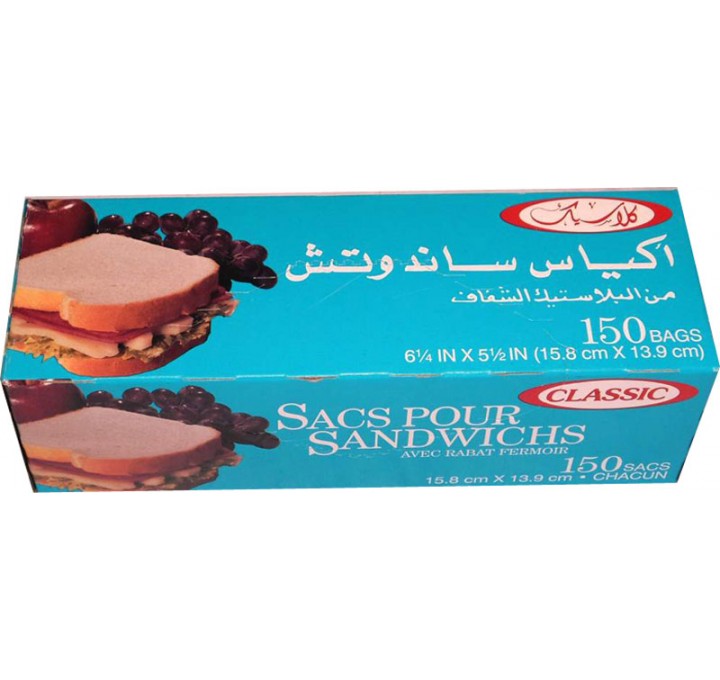 كلاسيك
اكياس ساندوتش
من البلاستيك الشفاف
150 BAGS
6¼ IN X 5½ IN (15.8 cm X 13.9 cm)
CLASSIC
SACS POUR
SANDWICHS
AVEC RABAT FERMOIR
150 SACS
15.8 cm X 13.9 cm • CHACUN